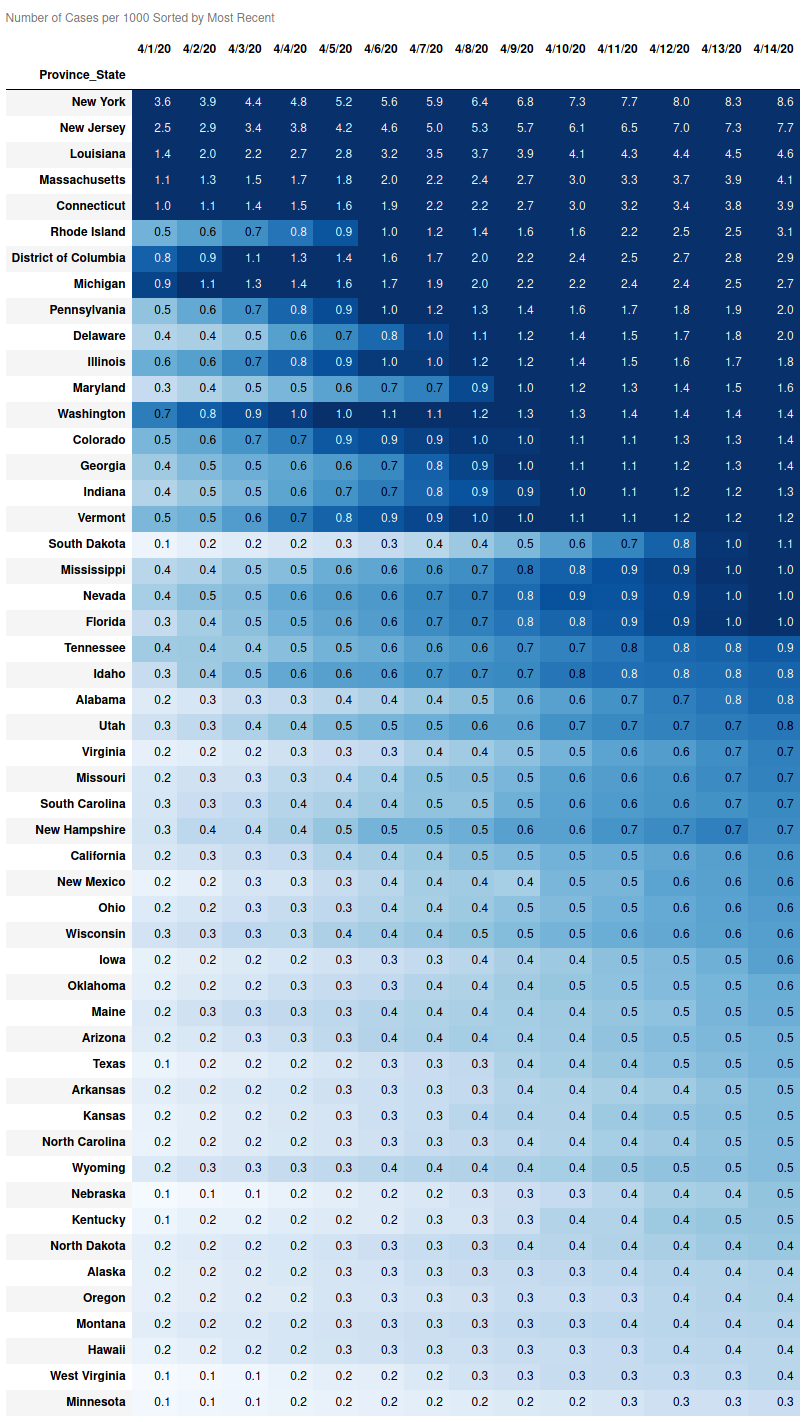 Number of Cases per 1000 Sorted by Most Recent
4/1/20 4/2/20 4/3/20 4/4/20 4/5/20 4/6/20 4/7/20 4/8/20 4/9/20 4/10/20 4/11/20 4/12/20 4/13/20 4/14/20
Province_State
New York 3.6 3.9 4.4 4.8 5.2 5.6 5.9 6.4 6.8 7.3 7.7 8.0 8.3 8.6
New Jersey 2.5 2.9 3.4 3.8 4.2 4.6 5.0 5.3 5.7 6.1 6.5 7.0 7.3 7.7
Louisiana 1.4 2.0 2.2 2.7 2.8 3.2 3.5 3.7 3.9 4.1 4.3 4.4 4.5 4.6
Massachusetts 1.1 1.3 1.5 1.7 1.8 2.0 2.2 2.4 2.7 3.0 3.3 3.7 3.9 4.1
Connecticut 1.0 1.1 1.4 1.5 1.6 1.9 2.2 2.2 2.7 3.0 3.2 3.4 3.8 3.9
Rhode Island 0.5 0.6 0.7 0.8 0.9 1.0 1.2 1.4 1.6 1.6 2.2 2.5 2.5 3.1
District of Columbia 0.8 0.9 1.1 1.3 1.4 1.6 1.7 2.0 2.2 2.4 2.5 2.7 2.8 2.9
Michigan 0.9 1.1 1.3 1.4 1.6 1.7 1.9 2.0 2.2 2.2 2.4 2.4 2.5 2.7
Pennsylvania 0.5 0.6 0.7 0.8 0.9 1.0 1.2 1.3 1.4 1.6 1.7 1.8 1.9 2.0
Delaware 0.4 0.4 0.5 0.6 0.7 0.8 1.0 1.1 1.2 1.4 1.5 1.7 1.8 2.0
Illinois 0.6 0.6 0.7 0.8 0.9 1.0 1.0 1.2 1.2 1.4 1.5 1.6 1.7 1.8
Maryland 0.3 0.4 0.5 0.5 0.6 0.7 0.7 0.9 1.0 1.2 1.3 1.4 1.5 1.6
Washington 0.7 0.8 0.9 1.0 1.0 1.1 1.1 1.2 1.3 1.3 1.4 1.4 1.4 1.4
Colorado 0.5 0.6 0.7 0.7 0.9 0.9 0.9 1.0 1.0 1.1 1.1 1.3 1.3 1.4
Georgia 0.4 0.5 0.5 0.6 0.6 0.7 0.8 0.9 1.0 1.1 1.1 1.2 1.3 1.4
Indiana 0.4 0.5 0.5 0.6 0.7 0.7 0.8 0.9 0.9 1.0 1.1 1.2 1.2 1.3
Vermont 0.5 0.5 0.6 0.7 0.8 0.9 0.9 1.0 1.0 1.1 1.1 1.2 1.2 1.2
South Dakota 0.1 0.2 0.2 0.2 0.3 0.3 0.4 0.4 0.5 0.6 0.7 0.8 1.0 1.1
Mississippi 0.4 0.4 0.5 0.5 0.6 0.6 0.6 0.7 0.8 0.8 0.9 0.9 1.0 1.0
Nevada 0.4 0.5 0.5 0.6 0.6 0.6 0.7 0.7 0.8 0.9 0.9 0.9 1.0 1.0
Florida 0.3 0.4 0.5 0.5 0.6 0.6 0.7 0.7 0.8 0.8 0.9 0.9 1.0 1.0
Tennessee 0.4 0.4 0.4 0.5 0.5 0.6 0.6 0.6 0.7 0.7 0.8 0.8 0.8 0.9
Idaho 0.3 0.4 0.5 0.6 0.6 0.6 0.7 0.7 0.7 0.8 0.8 0.8 0.8 0.8
Alabama 0.2 0.3 0.3 0.3 0.4 0.4 0.4 0.5 0.6 0.6 0.7 0.7 0.8 0.8
Utah 0.3 0.3 0.4 0.4 0.5 0.5 0.5 0.6 0.6 0.7 0.7 0.7 0.7 0.8
Virginia 0.2 0.2 0.2 0.3 0.3 0.3 0.4 0.4 0.5 0.5 0.6 0.6 0.7 0.7
Missouri 0.2 0.3 0.3 0.3 0.4 0.4 0.5 0.5 0.5 0.6 0.6 0.6 0.7 0.7
South Carolina 0.3 0.3 0.3 0.4 0.4 0.4 0.5 0.5 0.5 0.6 0.6 0.6 0.7 0.7
New Hampshire 0.3 0.4 0.4 0.4 0.5 0.5 0.5 0.5 0.6 0.6 0.7 0.7 0.7 0.7
California 0.2 0.3 0.3 0.3 0.4 0.4 0.4 0.5 0.5 0.5 0.5 0.6 0.6 0.6
New Mexico 0.2 0.2 0.3 0.3 0.3 0.4 0.4 0.4 0.4 0.5 0.5 0.6 0.6 0.6
Ohio 0.2 0.2 0.3 0.3 0.3 0.4 0.4 0.4 0.5 0.5 0.5 0.6 0.6 0.6
Wisconsin 0.3 0.3 0.3 0.3 0.4 0.4 0.4 0.5 0.5 0.5 0.6 0.6 0.6 0.6
Iowa 0.2 0.2 0.2 0.2 0.3 0.3 0.3 0.4 0.4 0.4 0.5 0.5 0.5 0.6
Oklahoma 0.2 0.2 0.2 0.3 0.3 0.3 0.4 0.4 0.4 0.5 0.5 0.5 0.5 0.6
Maine 0.2 0.3 0.3 0.3 0.3 0.4 0.4 0.4 0.4 0.4 0.5 0.5 0.5 0.5
Arizona 0.2 0.2 0.3 0.3 0.3 0.4 0.4 0.4 0.4 0.4 0.5 0.5 0.5 0.5
Texas 0.1 0.2 0.2 0.2 0.2 0.3 0.3 0.3 0.4 0.4 0.4 0.5 0.5 0.5
Arkansas 0.2 0.2 0.2 0.2 0.3 0.3 0.3 0.3 0.4 0.4 0.4 0.4 0.5 0.5
Kansas 0.2 0.2 0.2 0.2 0.3 0.3 0.3 0.4 0.4 0.4 0.4 0.5 0.5 0.5
North Carolina 0.2 0.2 0.2 0.2 0.3 0.3 0.3 0.3 0.4 0.4 0.4 0.4 0.5 0.5
Wyoming 0.2 0.3 0.3 0.3 0.3 0.4 0.4 0.4 0.4 0.4 0.5 0.5 0.5 0.5
Nebraska 0.1 0.1 0.1 0.2 0.2 0.2 0.2 0.3 0.3 0.3 0.4 0.4 0.4 0.5
Kentucky 0.1 0.2 0.2 0.2 0.2 0.2 0.3 0.3 0.3 0.4 0.4 0.4 0.5 0.5
North Dakota 0.2 0.2 0.2 0.2 0.3 0.3 0.3 0.3 0.4 0.4 0.4 0.4 0.4 0.4
Alaska 0.2 0.2 0.2 0.2 0.3 0.3 0.3 0.3 0.3 0.3 0.4 0.4 0.4 0.4
Oregon 0.2 0.2 0.2 0.2 0.3 0.3 0.3 0.3 0.3 0.3 0.3 0.4 0.4 0.4
Montana 0.2 0.2 0.2 0.2 0.3 0.3 0.3 0.3 0.3 0.3 0.4 0.4 0.4 0.4
Hawaii 0.2 0.2 0.2 0.2 0.3 0.3 0.3 0.3 0.3 0.3 0.3 0.4 0.4 0.4
West Virginia 0.1 0.1 0.1 0.2 0.2 0.2 0.2 0.3 0.3 0.3 0.3 0.3 0.3 0.4
Minnesota 0.1 0.1 0.1 0.2 0.2 0.2 0.2 0.2 0.2 0.2 0.3 0.3 0.3 0.3